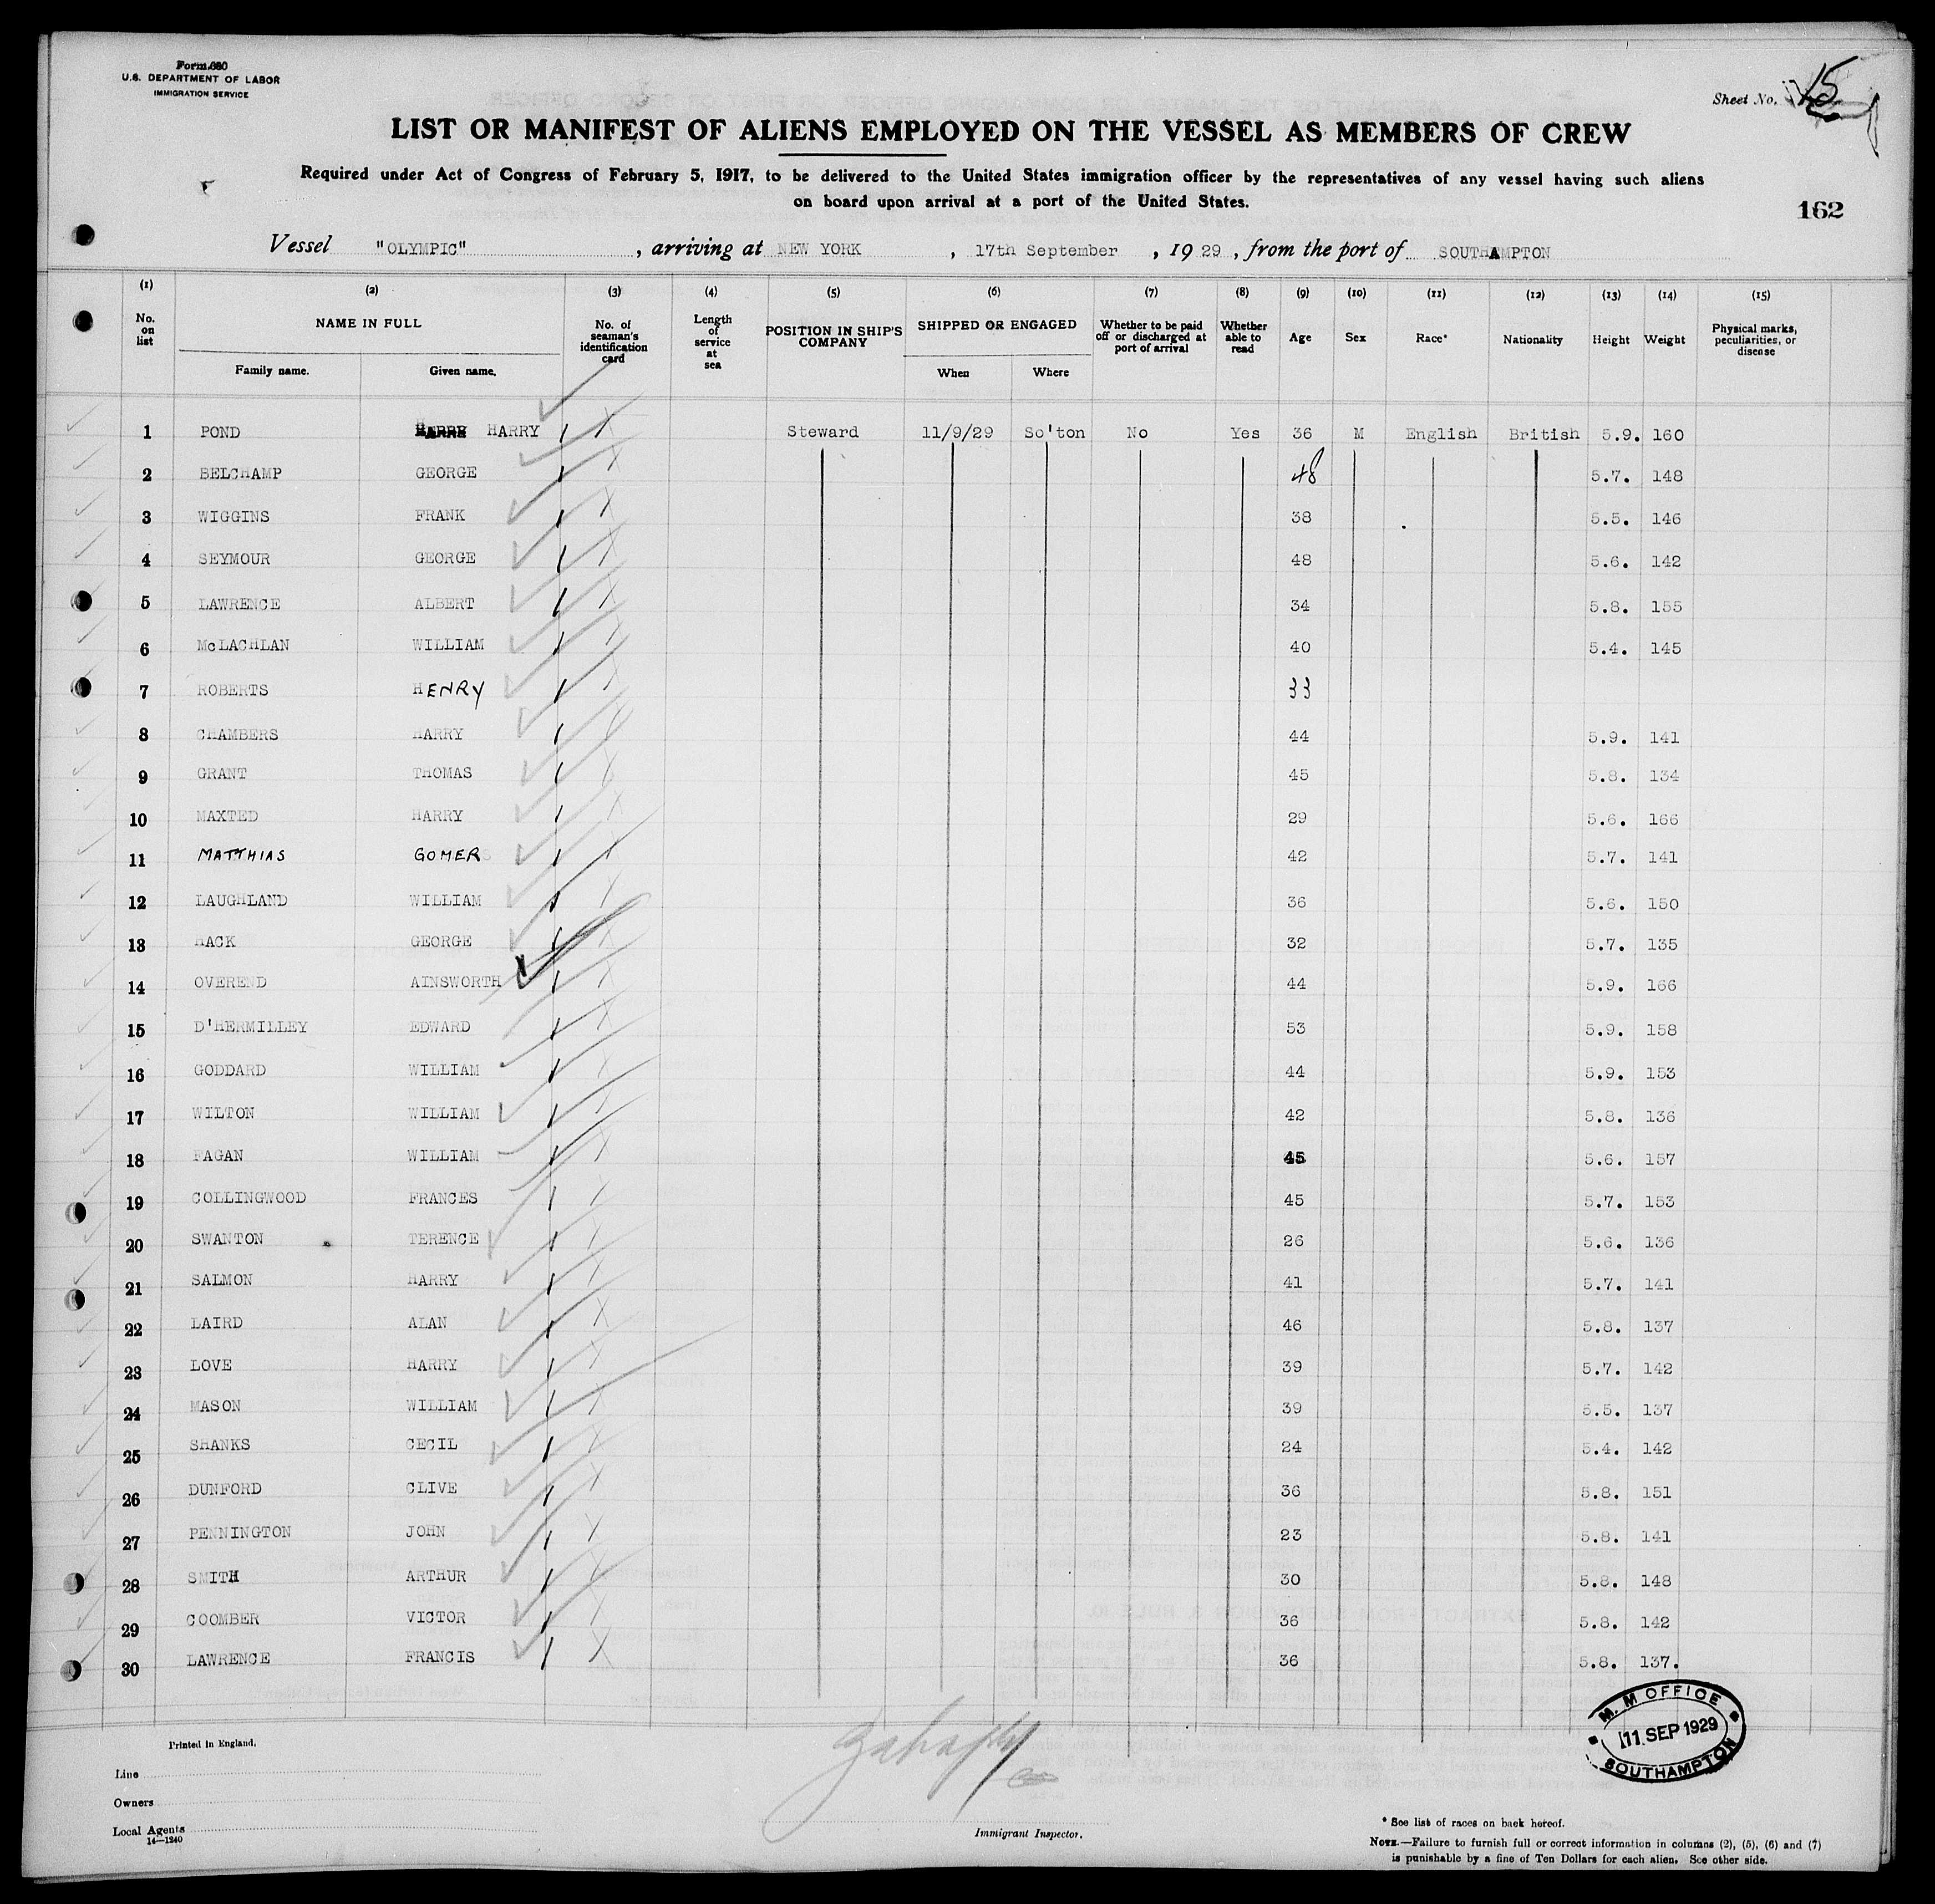 Form 680
U.S. DEPARTMENT OF LABOR
IMMIGRATION SERVICE
Sheet No. 15
LIST OR MANIFEST OF ALIENS EMPLOYED ON THE VESSEL AS MEMBERS OF CREW
Required under Act of Congress of February 5, 1917, to be delivered to the United States immigration officer by the representatives of any vessel having such aliens
on board upon arrival at a port of the United States.
162
Vessel "OLYMPIC", arriving at NEW YORK, 17th September, 1929, from the port of SOUTHAMPTON
(1) (2) (3) (4) (5) (6) (7) (8) (9) (10) (11) (12) (13) (14) (15)
No. on list NAME IN FULL No. of seaman's identification card Length of service at sea POSITION IN SHIP'S COMPANY SHIPPED OR ENGAGED Whether to be paid off or discharged at port of arrival Whether able to read Age Sex Race* Nationality Height Weight Physical marks, peculiarities, or disease
Family name. Given name. When Where
1 POND HARRY HARRY Steward 11/9/29 So'ton No Yes 36 M English British 5.9. 160
2 BELCHAMP GEORGE 48 5.7. 148
3 WIGGINS FRANK 38 5.5. 146
4 SEYMOUR GEORGE 48 5.6. 142
5 LAWRENCE ALBERT 34 5.8. 155
6 McLACHLAN WILLIAM 40 5.4. 145
7 ROBERTS HENRY 33
8 CHAMBERS HARRY 44 5.9. 141
9 GRANT THOMAS 45 5.8. 134
10 MAXTED HARRY 29 5.6. 166
11 MATTHIAS GOMER 42 5.7. 141
12 LAUGHLAND WILLIAM 36 5.6. 150
13 HACK GEORGE 32 5.7. 135
14 OVEREND AINSWORTH 44 5.9. 166
15 D'HERMILLEY EDWARD 53 5.9. 158
16 GODDARD WILLIAM 44 5.9. 153
17 WILTON WILLIAM 42 5.8. 136
18 FAGAN WILLIAM 45 5.6. 157
19 COLLINGWOOD FRANCES 45 5.7. 153
20 SWANTON TERENCE 26 5.6. 136
21 SALMON HARRY 41 5.7. 141
22 LAIRD ALAN 46 5.8. 137
23 LOVE HARRY 39 5.7. 142
24 MASON WILLIAM 39 5.5. 137
25 SHANKS CECIL 24 5.4. 142
26 DUNFORD CLIVE 36 5.8. 151
27 PENNINGTON JOHN 23 5.8. 141
28 SMITH ARTHUR 30 5.8. 148
29 COOMBER VICTOR 36 5.8. 142
30 LAWRENCE FRANCIS 36 5.8. 137.
M. M OFFICE
11 SEP 1929
SOUTHAMPTON
Printed in England.
Line
Owners
Local Agents
14—1240
Immigrant Inspector.
* See list of races on back hereof.
NOTE.—Failure to furnish full or correct information in columns (2), (5), (6) and (7)
is punishable by a fine of Ten Dollars for each alien. See other side.